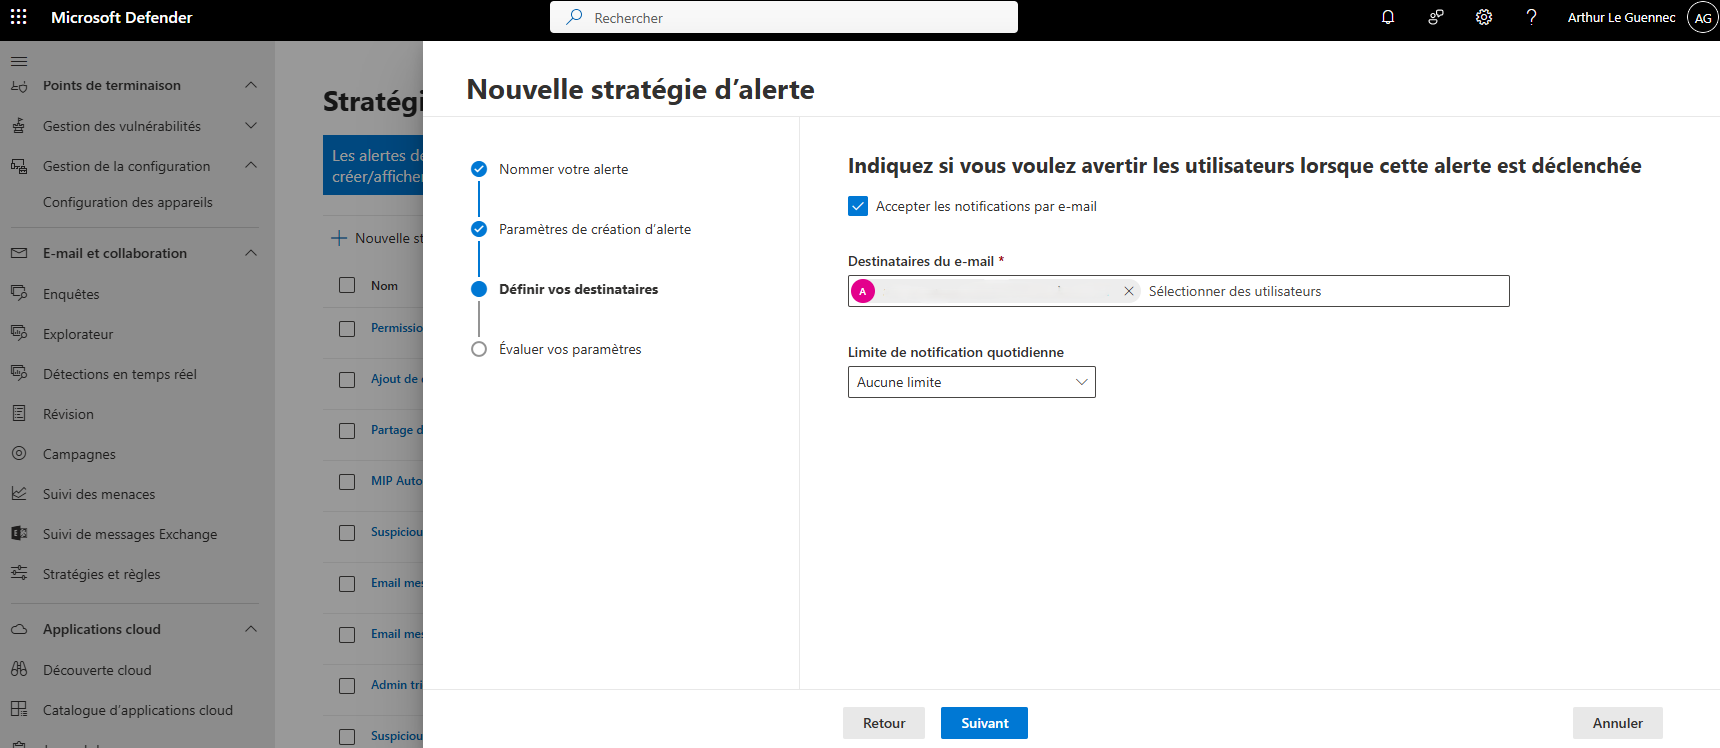 Microsoft Defender
Rechercher
Arthur Le Guennec
AG
Points de terminaison
Gestion des vulnérabilités
Gestion de la configuration
Configuration des appareils
E-mail et collaboration
Enquêtes
Explorateur
Détections en temps réel
Révision
Campagnes
Suivi des menaces
Suivi de messages Exchange
Stratégies et règles
Applications cloud
Découverte cloud
Catalogue d'applications cloud
Stratégi
Les alertes de
créer/afficher
Nouvelle st
Nom
Permissio
Ajout de
Partage d
MIP Auto
Suspiciou
Email mes
Email mes
Admin tri
Suspiciou
Nouvelle stratégie d’alerte
Nommer votre alerte
Paramètres de création d’alerte
Définir vos destinataires
Évaluer vos paramètres
Indiquez si vous voulez avertir les utilisateurs lorsque cette alerte est déclenchée
Accepter les notifications par e-mail
Destinataires du e-mail *
A
Sélectionner des utilisateurs
Limite de notification quotidienne
Aucune limite
Retour
Suivant
Annuler